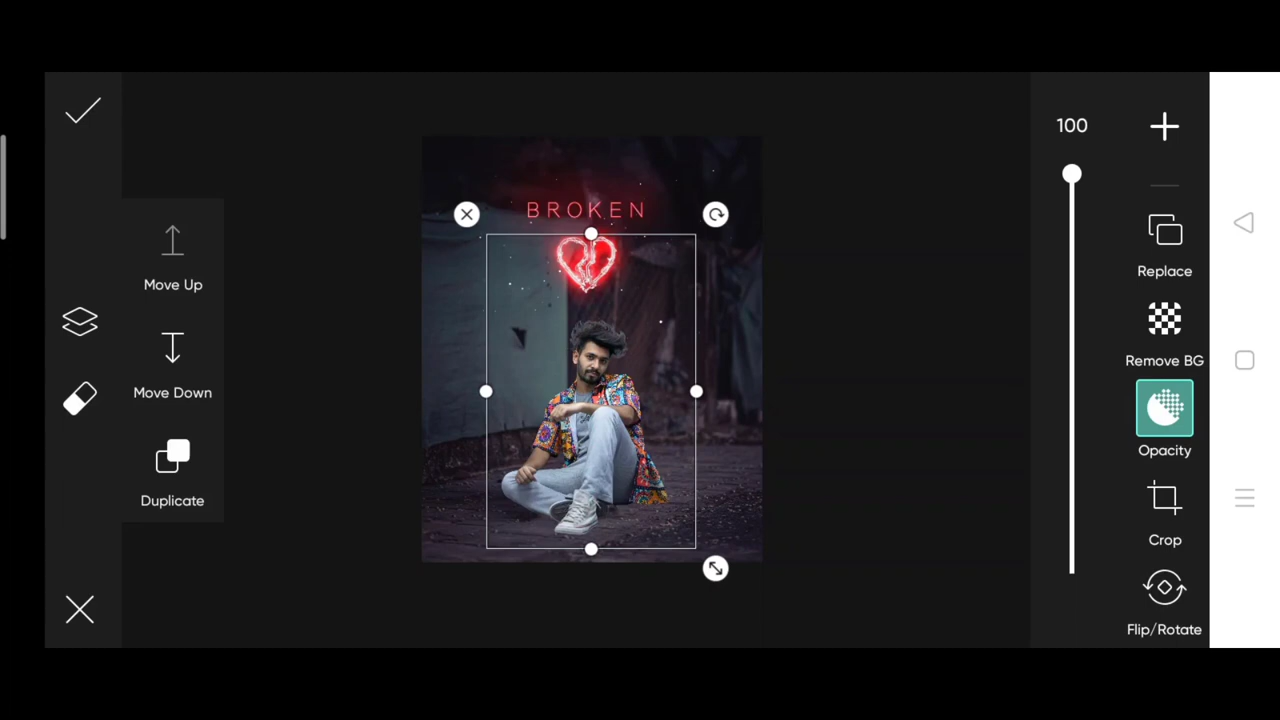 Move Up
Move Down
Duplicate
BROKEN
100
Replace
Remove BG
Opacity
Crop
Flip/Rotate